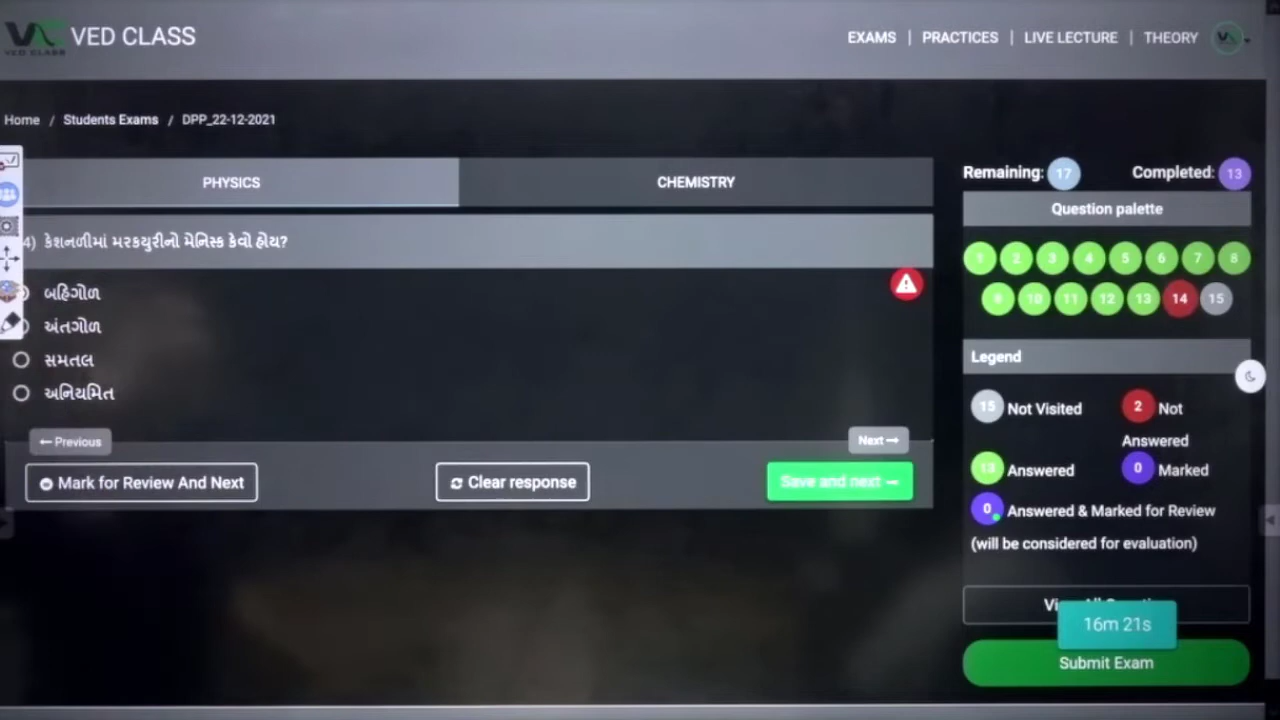 VED CLASS
VED CLASS
EXAMS | PRACTICES | LIVE LECTURE | THEORY
Home / Students Exams / DPP_22-12-2021
PHYSICS
CHEMISTRY
4) કેશનળીમાં મરકયુરીનો મેનિસ્ક કેવો હોય?
બહિગોળ
અંતગોળ
સમતલ
અનિયમિત
← Previous
Next →
Mark for Review And Next
Clear response
Save and next →
Remaining: 17
Completed: 13
Question palette
1 2 3 4 5 6 7 8
9 10 11 12 13 14 15
Legend
15 Not Visited
2 Not Answered
13 Answered
0 Marked
0 Answered & Marked for Review
(will be considered for evaluation)
16m 21s
Submit Exam